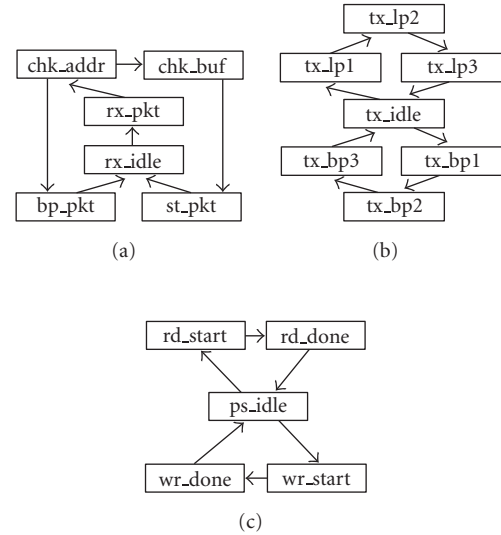 chk_addr
chk_buf
rx_pkt
rx_idle
bp_pkt
st_pkt
(a)
tx_lp2
tx_lp1
tx_lp3
tx_idle
tx_bp3
tx_bp1
tx_bp2
(b)
rd_start
rd_done
ps_idle
wr_done
wr_start
(c)